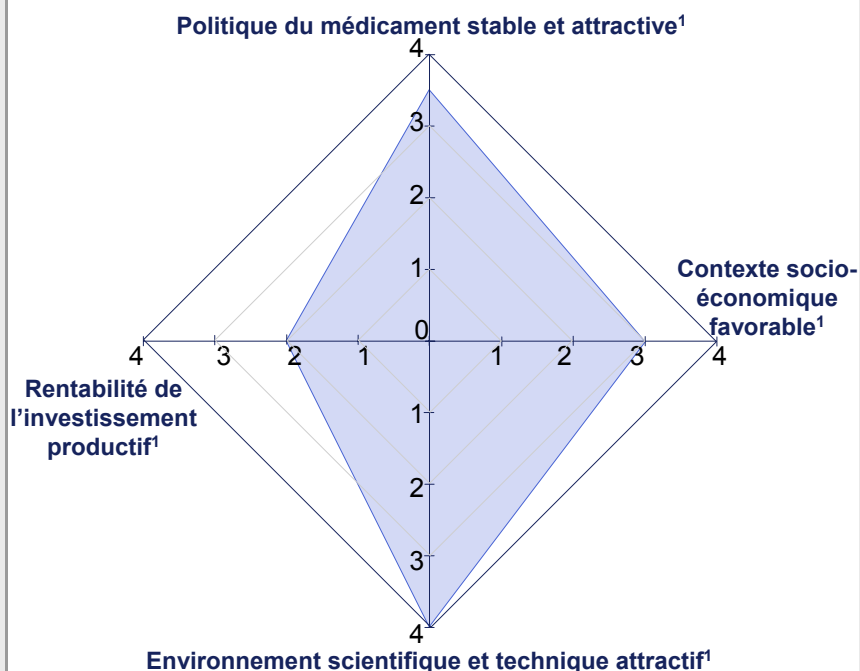 Politique du médicament stable et attractive¹
4
3
2
1
Contexte socio-
économique
favorable¹
0
4 3 2 1 1 2 3 4
Rentabilité de
l’investissement
productif¹
1
2
3
4
Environnement scientifique et technique attractif¹